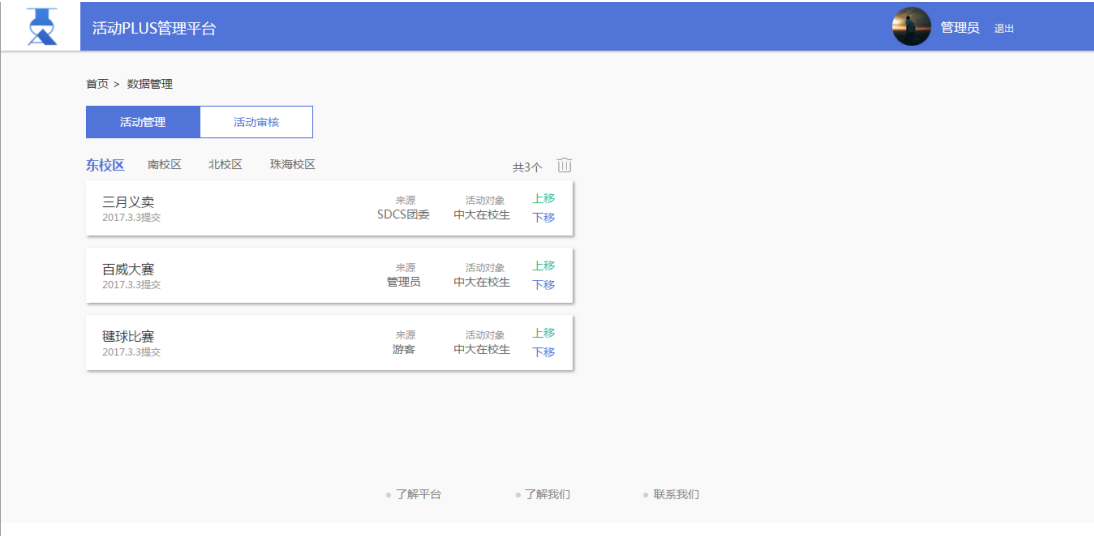 活动PLUS管理平台 管理员 退出
首页 > 数据管理
活动管理 活动审核
东校区 南校区 北校区 珠海校区 共3个
三月义卖 来源 活动对象 上移
2017.3.3提交 SDCS团委 中大在校生 下移
百威大赛 来源 活动对象 上移
2017.3.3提交 管理员 中大在校生 下移
毽球比赛 来源 活动对象 上移
2017.3.3提交 游客 中大在校生 下移
了解平台 了解我们 联系我们